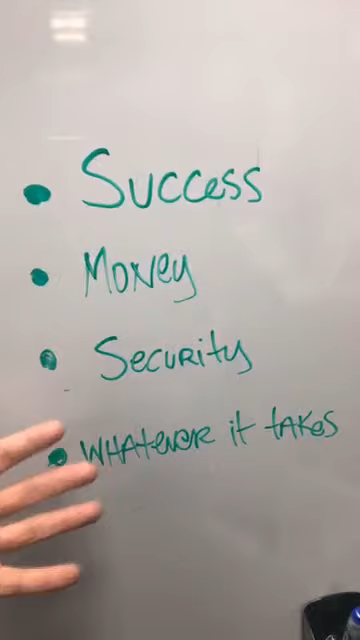 • Success
• Money
• Security
• WHATever it takes